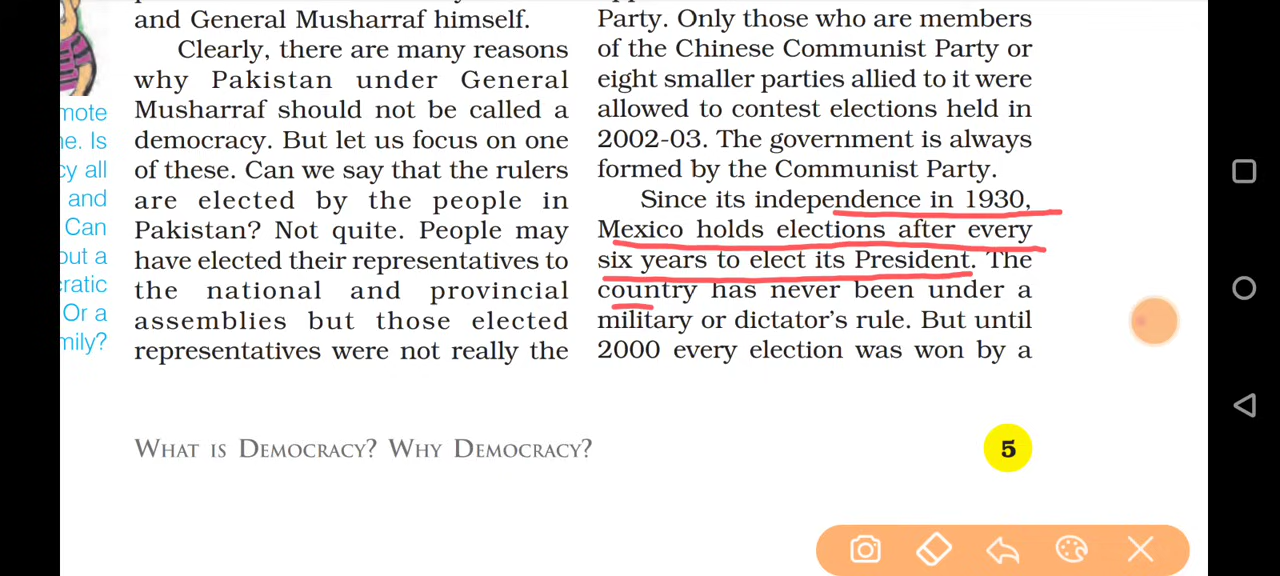 and General Musharraf himself.
Clearly, there are many reasons
why Pakistan under General
Musharraf should not be called a
democracy. But let us focus on one
of these. Can we say that the rulers
are elected by the people in
Pakistan? Not quite. People may
have elected their representatives to
the national and provincial
assemblies but those elected
representatives were not really the
Party. Only those who are members
of the Chinese Communist Party or
eight smaller parties allied to it were
allowed to contest elections held in
2002-03. The government is always
formed by the Communist Party.
Since its independence in 1930,
Mexico holds elections after every
six years to elect its President. The
country has never been under a
military or dictator's rule. But until
2000 every election was won by a
mote
e. Is
cy all
and
Can
out a
cratic
Or a
mily?
WHAT IS DEMOCRACY? WHY DEMOCRACY?
5